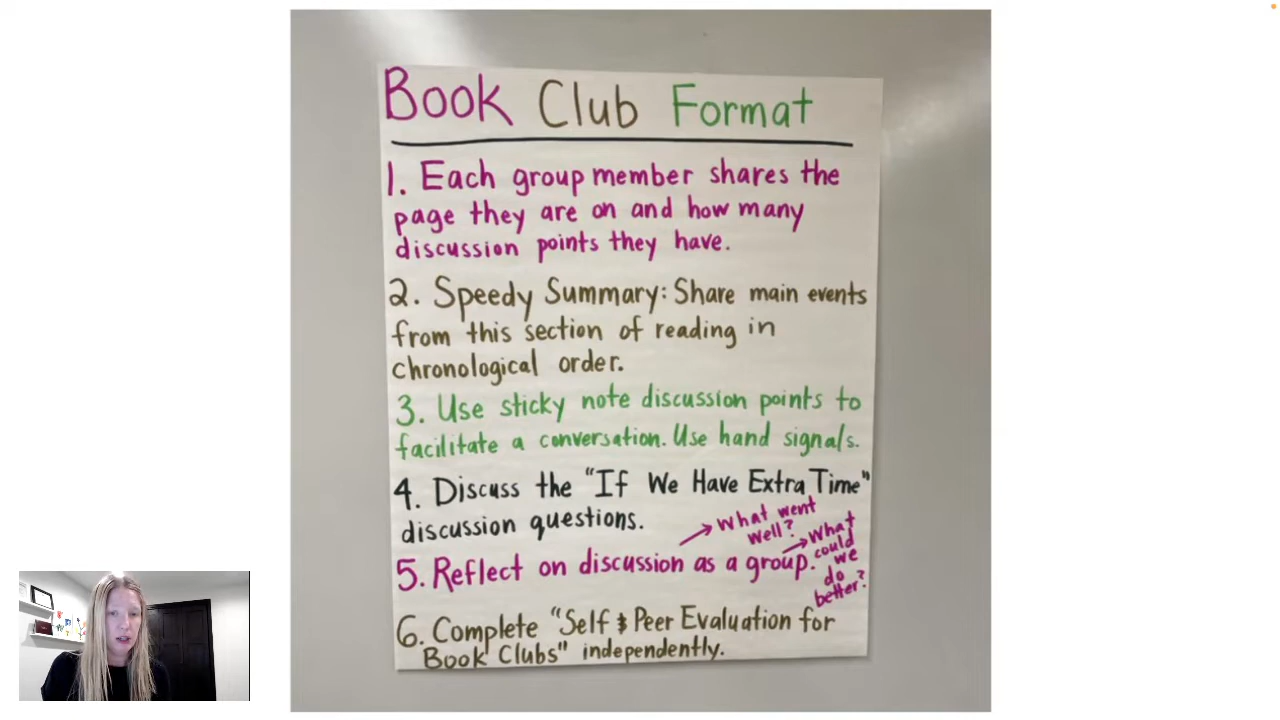 Book Club Format
1. Each group member shares the
page they are on and how many
discussion points they have.
2. Speedy Summary: Share main events
from this section of reading in
chronological order.
3. Use sticky note discussion points to
facilitate a conversation. Use hand signals.
4. Discuss the "If We Have Extra Time"
discussion questions.
5. Reflect on discussion as a group.
→ What went
well?
→ What
could
we
do
better?
6. Complete "Self & Peer Evaluation for
Book Clubs" independently.